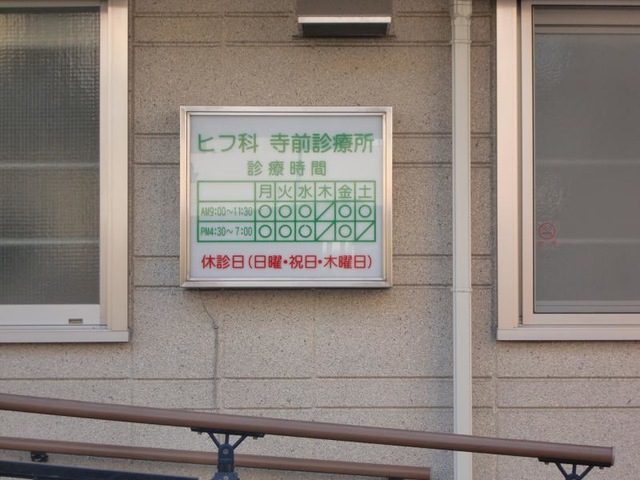 ヒフ科 寺前診療所
診療時間
月 火 水 木 金 土
AM9:00〜11:30 ○ ○ ○ ／ ○ ○
PM4:30〜7:00 ○ ○ ○ ／ ○ ／
休診日(日曜・祝日・木曜日)